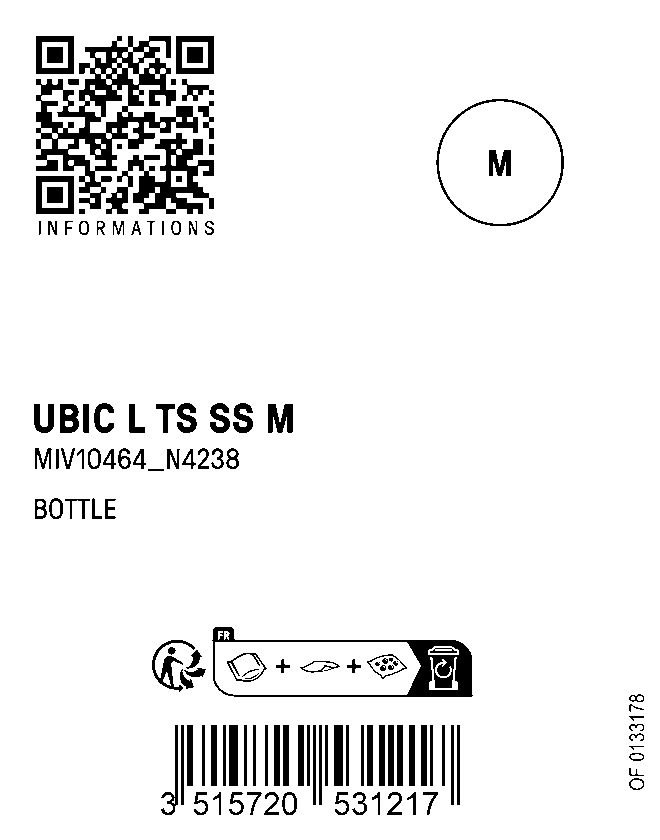 INFORMATIONS
M
UBIC L TS SS M
MIV10464_N4238
BOTTLE
FR
3 515720 531217
OF 0133178